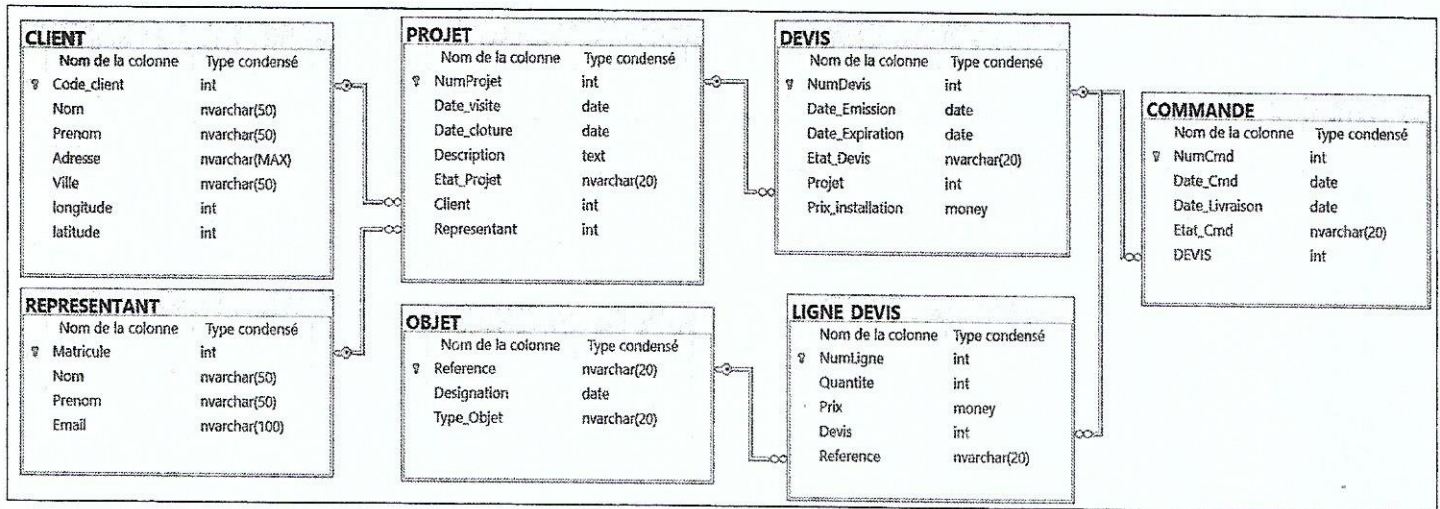 CLIENT
Nom de la colonne Type condensé
Code_client int
Nom nvarchar(50)
Prenom nvarchar(50)
Adresse nvarchar(MAX)
Ville nvarchar(50)
longitude int
latitude int
PROJET
Nom de la colonne Type condensé
NumProjet int
Date_visite date
Date_cloture date
Description text
Etat_Projet nvarchar(20)
Client int
Representant int
DEVIS
Nom de la colonne Type condensé
NumDevis int
Date_Emission date
Date_Expiration date
Etat_Devis nvarchar(20)
Projet int
Prix_installation money
COMMANDE
Nom de la colonne Type condensé
NumCmd int
Date_Cmd date
Date_Livraison date
Etat_Cmd nvarchar(20)
DEVIS int
REPRESENTANT
Nom de la colonne Type condensé
Matricule int
Nom nvarchar(50)
Prenom nvarchar(50)
Email nvarchar(100)
OBJET
Nom de la colonne Type condensé
Reference nvarchar(20)
Designation date
Type_Objet nvarchar(20)
LIGNE DEVIS
Nom de la colonne Type condensé
NumLigne int
Quantite int
Prix money
Devis int
Reference nvarchar(20)